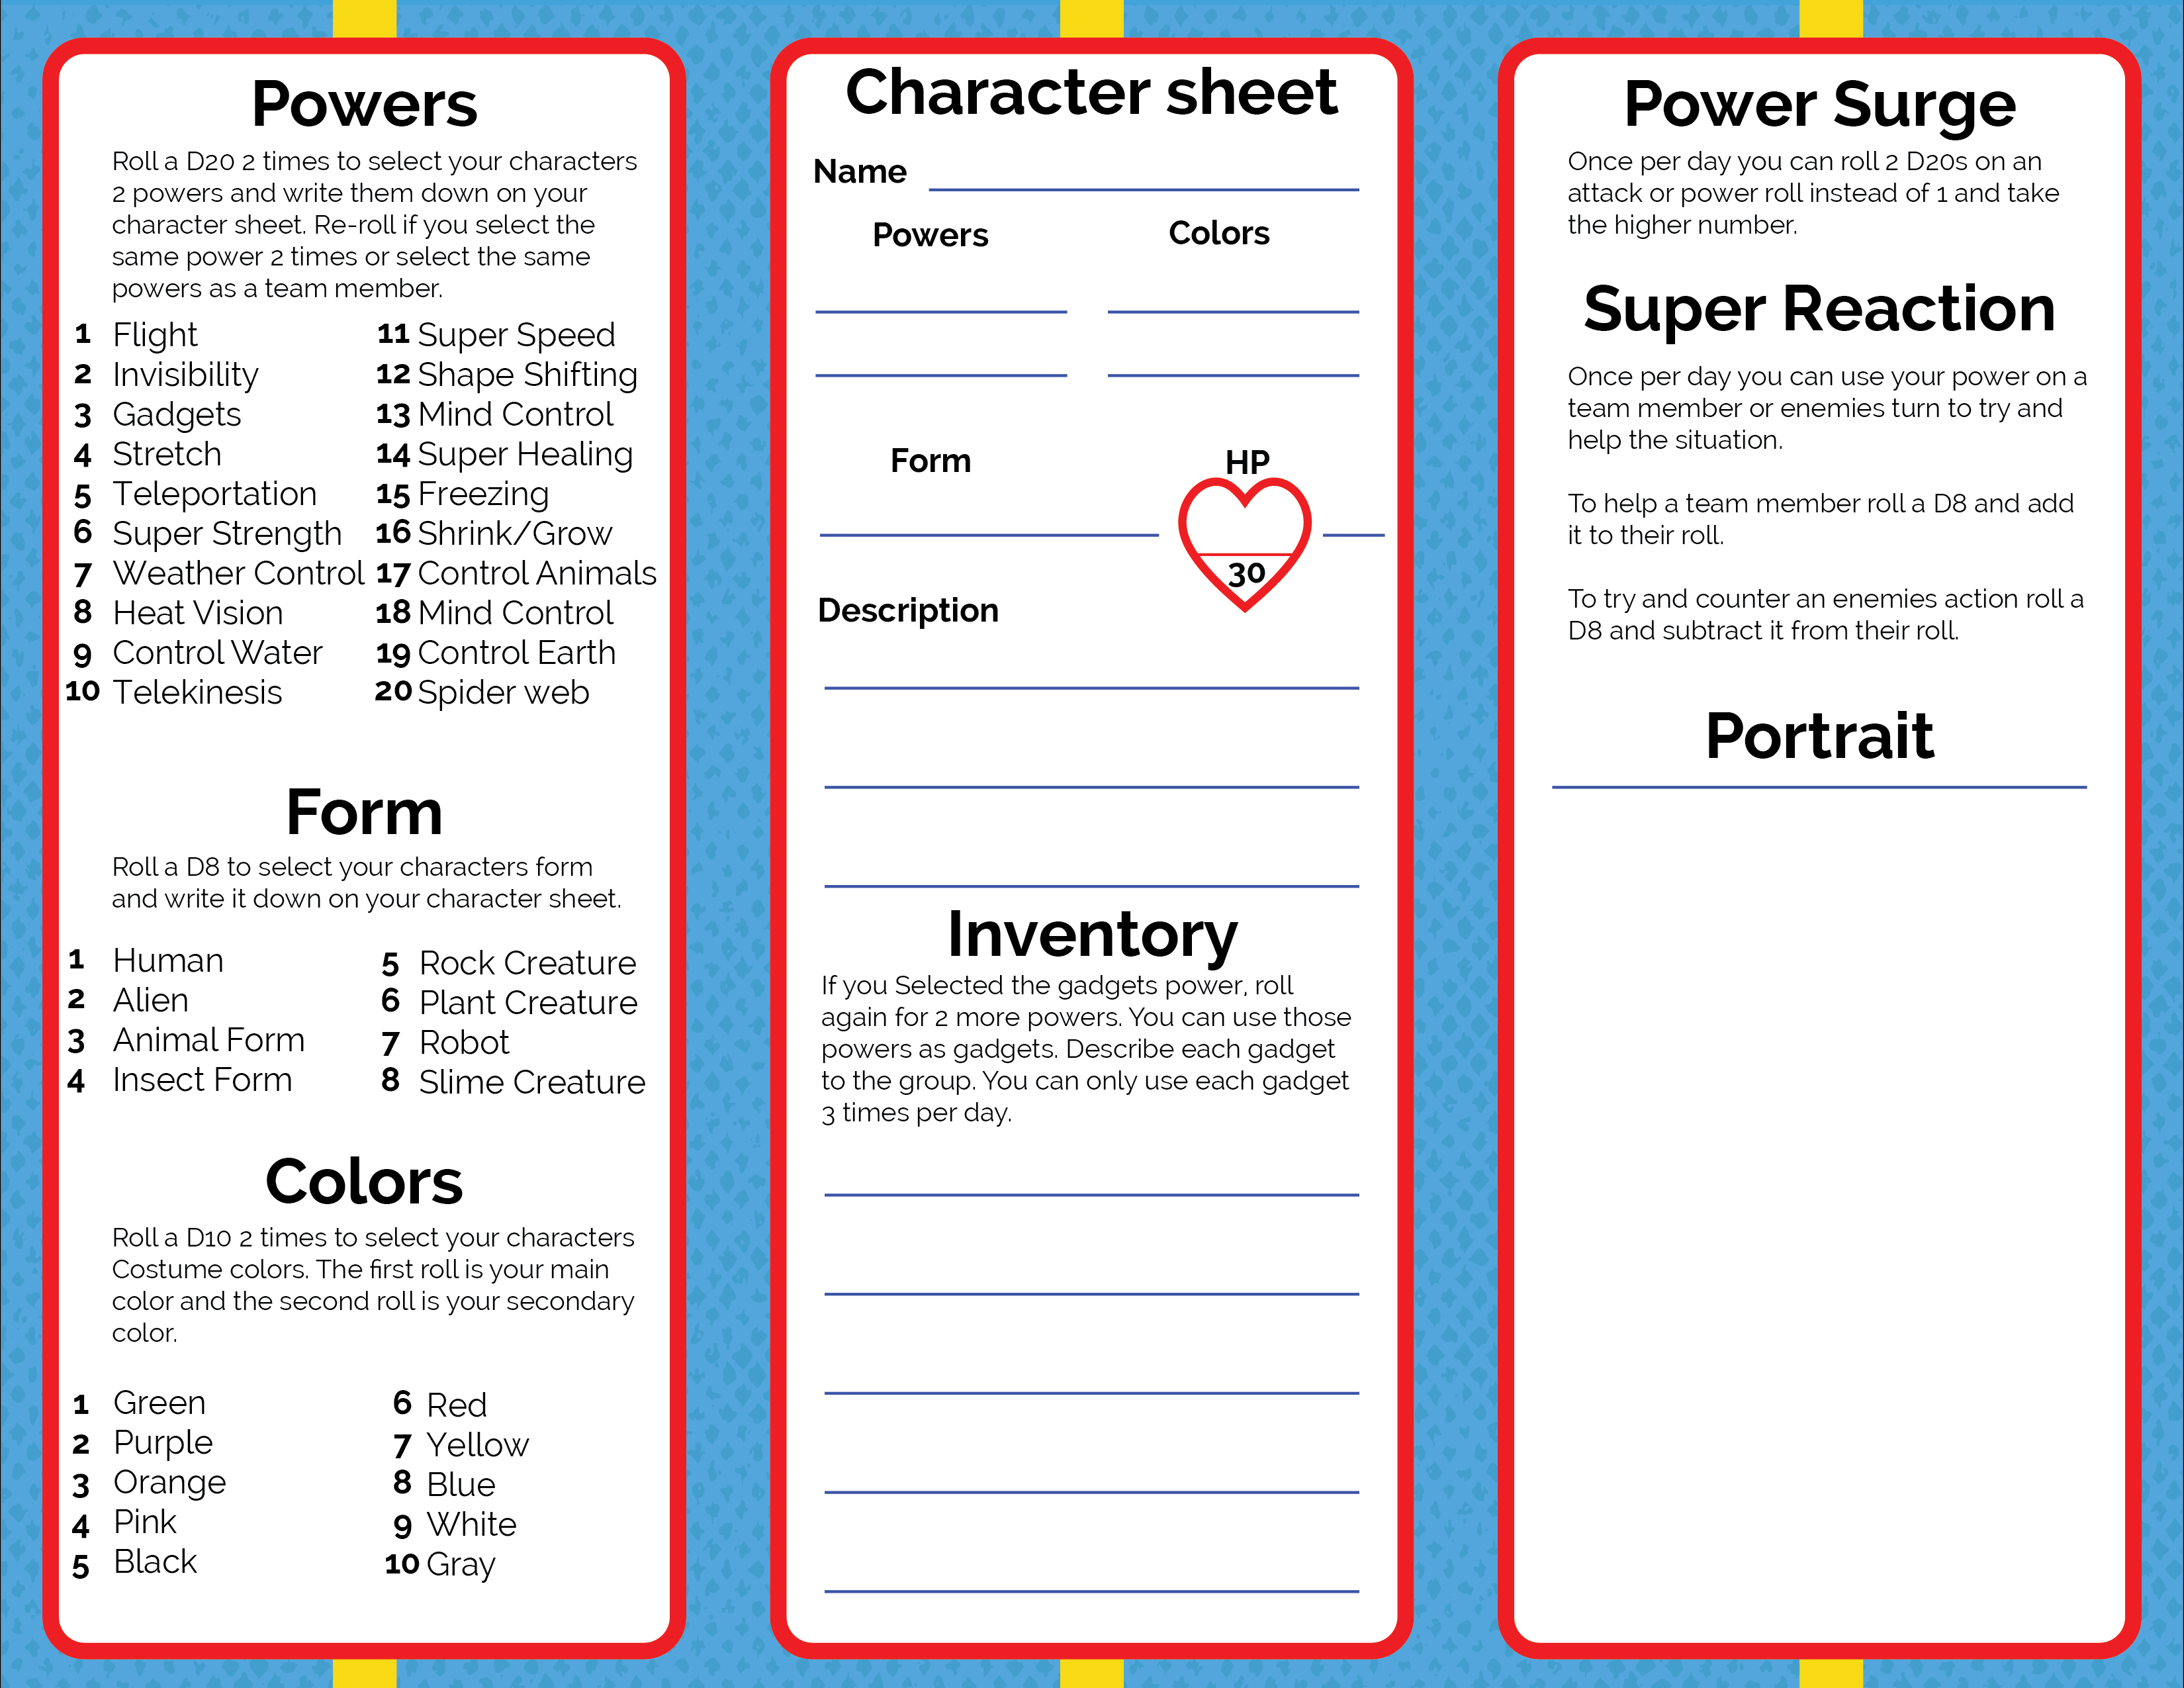 Powers
Roll a D20 2 times to select your characters
2 powers and write them down on your
character sheet. Re-roll if you select the
same power 2 times or select the same
powers as a team member.
1 Flight
2 Invisibility
3 Gadgets
4 Stretch
5 Teleportation
6 Super Strength
7 Weather Control
8 Heat Vision
9 Control Water
10 Telekinesis
11 Super Speed
12 Shape Shifting
13 Mind Control
14 Super Healing
15 Freezing
16 Shrink/Grow
17 Control Animals
18 Mind Control
19 Control Earth
20 Spider web
Form
Roll a D8 to select your characters form
and write it down on your character sheet.
1 Human
2 Alien
3 Animal Form
4 Insect Form
5 Rock Creature
6 Plant Creature
7 Robot
8 Slime Creature
Colors
Roll a D10 2 times to select your characters
Costume colors. The first roll is your main
color and the second roll is your secondary
color.
1 Green
2 Purple
3 Orange
4 Pink
5 Black
6 Red
7 Yellow
8 Blue
9 White
10 Gray
Character sheet
Name
Powers
Colors
Form
HP
30
Description
Inventory
If you Selected the gadgets power, roll
again for 2 more powers. You can use those
powers as gadgets. Describe each gadget
to the group. You can only use each gadget
3 times per day.
Power Surge
Once per day you can roll 2 D20s on an
attack or power roll instead of 1 and take
the higher number.
Super Reaction
Once per day you can use your power on a
team member or enemies turn to try and
help the situation.
To help a team member roll a D8 and add
it to their roll.
To try and counter an enemies action roll a
D8 and subtract it from their roll.
Portrait